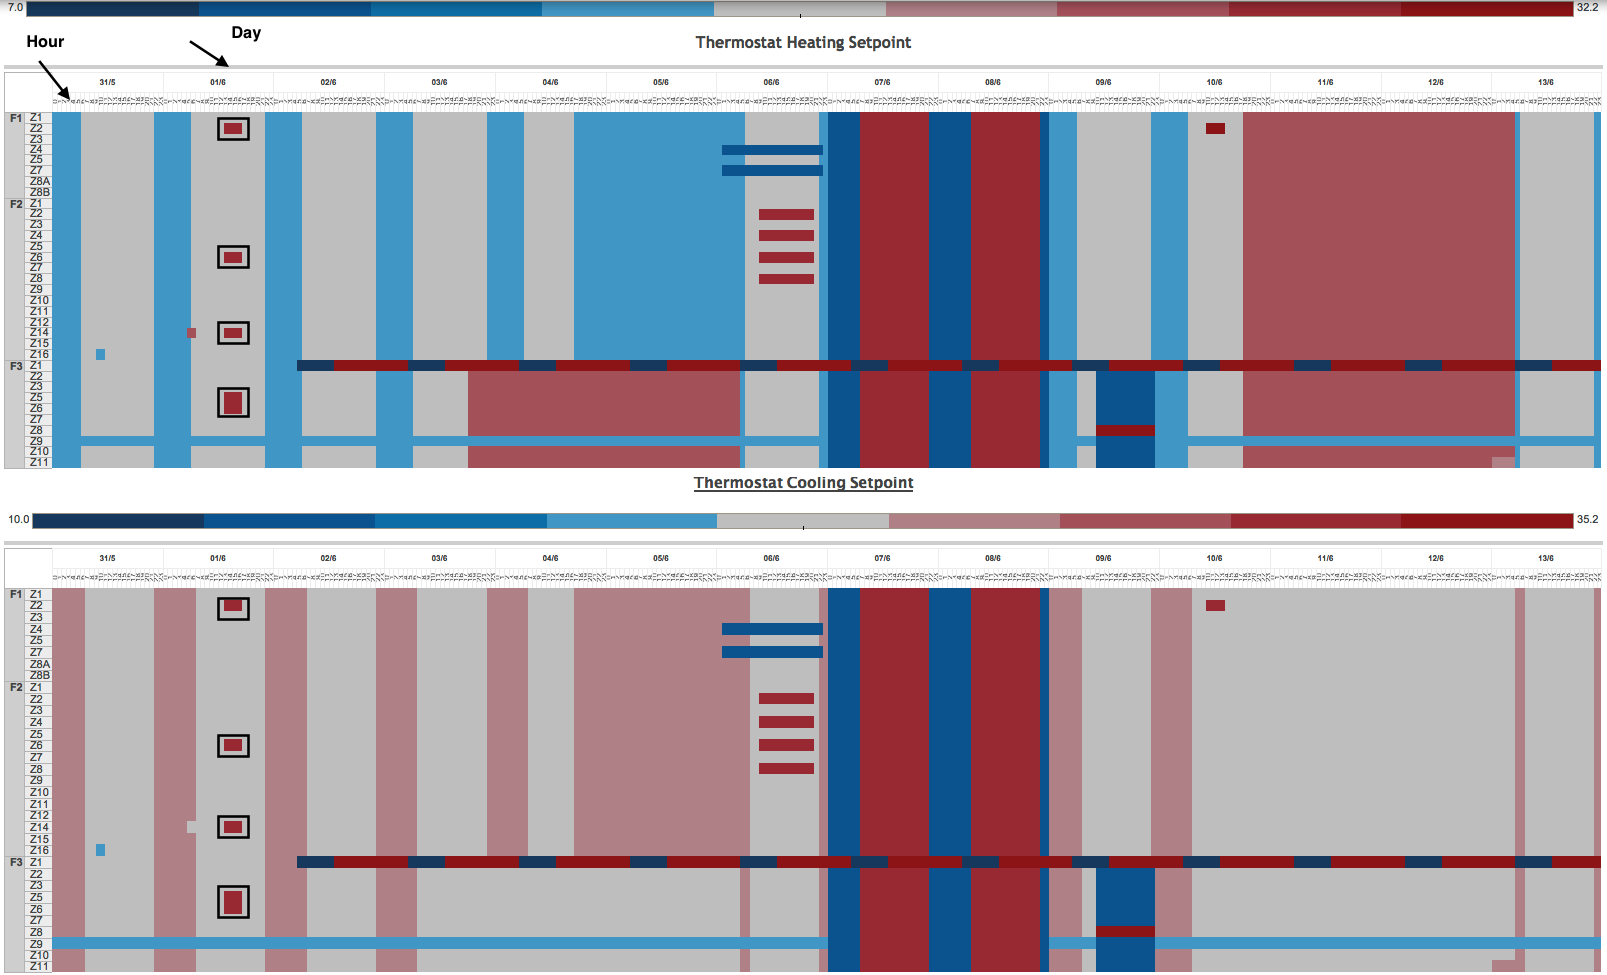 7.0 32.2
Hour Day
Thermostat Heating Setpoint
31/5 01/6 02/6 03/6 04/6 05/6 06/6 07/6 08/6 09/6 10/6 11/6 12/6 13/6
F1 Z1
Z2
Z3
Z4
Z5
Z7
Z8A
Z8B
F2 Z1
Z2
Z3
Z4
Z5
Z6
Z7
Z8
Z9
Z10
Z11
Z12
Z14
Z15
Z16
F3 Z1
Z2
Z3
Z5
Z6
Z7
Z8
Z9
Z10
Z11
Thermostat Cooling Setpoint
10.0 35.2
31/5 01/6 02/6 03/6 04/6 05/6 06/6 07/6 08/6 09/6 10/6 11/6 12/6 13/6
F1 Z1
Z2
Z3
Z4
Z5
Z7
Z8A
Z8B
F2 Z1
Z2
Z3
Z4
Z5
Z6
Z7
Z8
Z9
Z10
Z11
Z12
Z14
Z15
Z16
F3 Z1
Z2
Z3
Z5
Z6
Z7
Z8
Z9
Z10
Z11